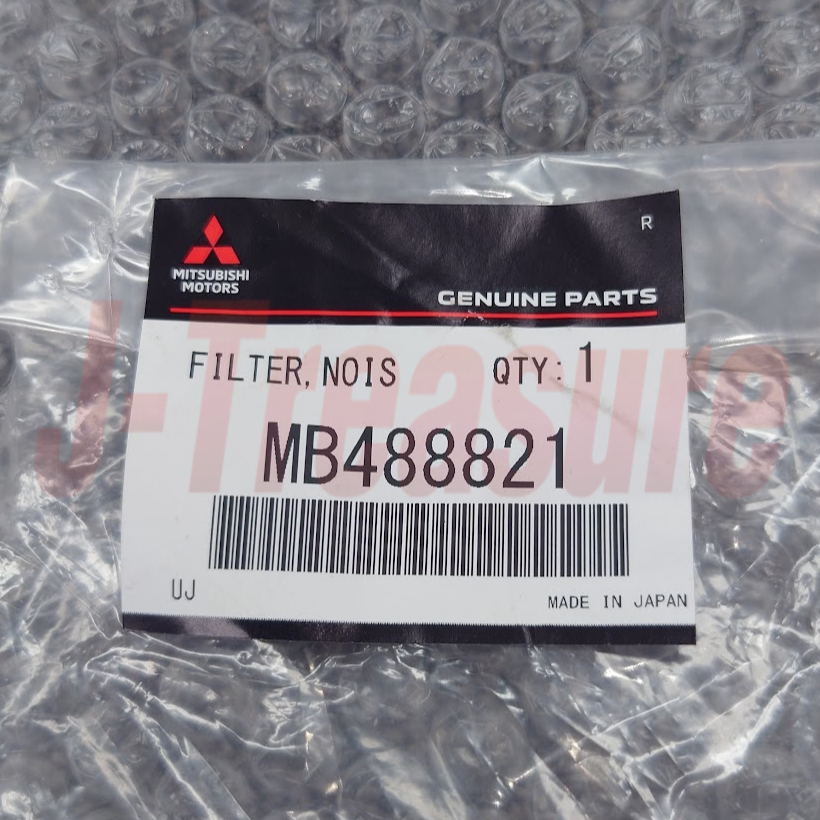 R
MITSUBISHI
MOTORS
GENUINE PARTS
FILTER, NOIS QTY: 1
J-Treasure
MB488821
UJ
MADE IN JAPAN